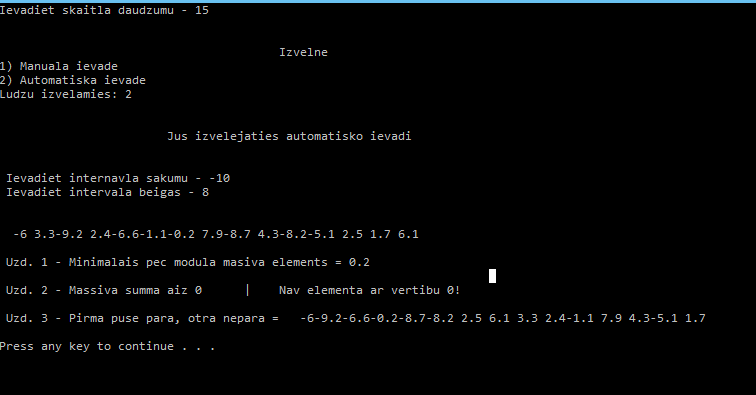 Ievadiet skaitla daudzumu - 15
Izvelne
1) Manuala ievade
2) Automatiska ievade
Ludzu izvelamies: 2
Jus izvelejaties automatisko ievadi
Ievadiet internavla sakumu - -10
Ievadiet intervala beigas - 8
-6 3.3-9.2 2.4-6.6-1.1-0.2 7.9-8.7 4.3-8.2-5.1 2.5 1.7 6.1
Uzd. 1 - Minimalais pec modula masiva elements = 0.2
Uzd. 2 - Massiva summa aiz 0 | Nav elementa ar vertibu 0!
Uzd. 3 - Pirma puse para, otra nepara = -6-9.2-6.6-0.2-8.7-8.2 2.5 6.1 3.3 2.4-1.1 7.9 4.3-5.1 1.7
Press any key to continue . . .